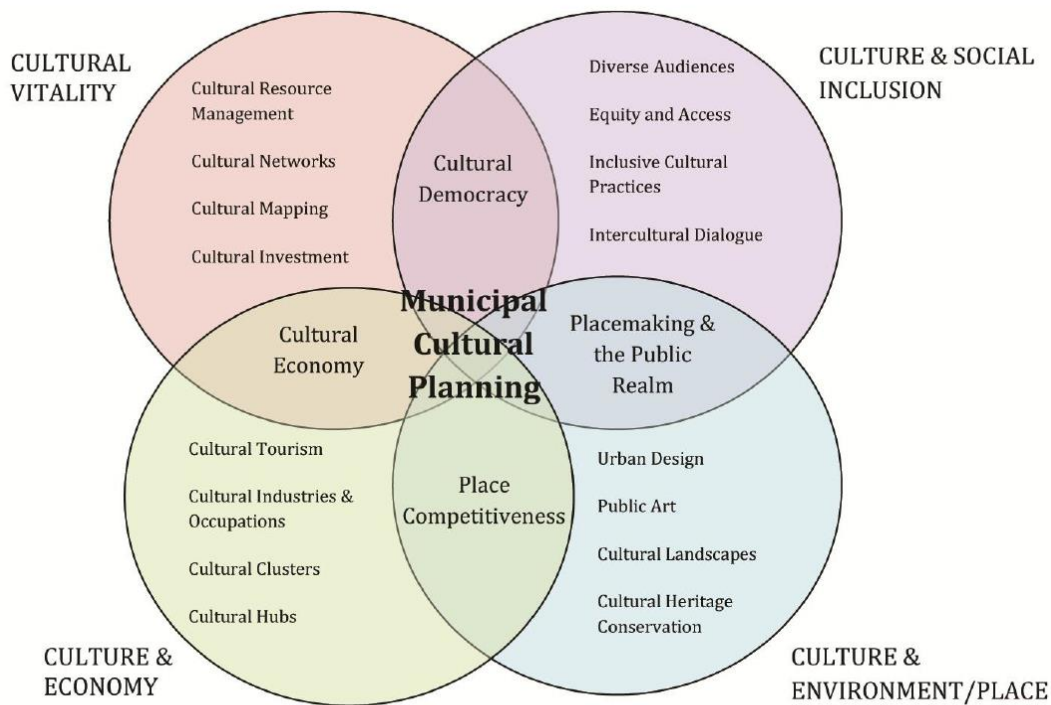 CULTURAL
VITALITY
Cultural Resource
Management
Cultural Networks
Cultural Mapping
Cultural Investment
Cultural
Democracy
Diverse Audiences
Equity and Access
Inclusive Cultural
Practices
Intercultural Dialogue
CULTURE & SOCIAL
INCLUSION
Cultural
Economy
Municipal
Cultural
Planning
Placemaking &
the Public
Realm
Cultural Tourism
Cultural Industries &
Occupations
Cultural Clusters
Cultural Hubs
Place
Competitiveness
Urban Design
Public Art
Cultural Landscapes
Cultural Heritage
Conservation
CULTURE &
ECONOMY
CULTURE &
ENVIRONMENT/PLACE